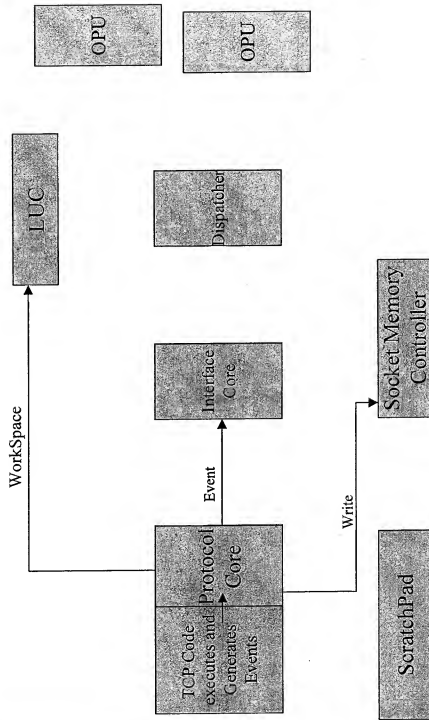 OPU
OPU
LUC
WorkSpace
Dispatcher
Interface
Core
Event
TCP Code
executes and
Generates
Events
Protocol
Core
Write
Socket Memory
Controller
ScratchPad